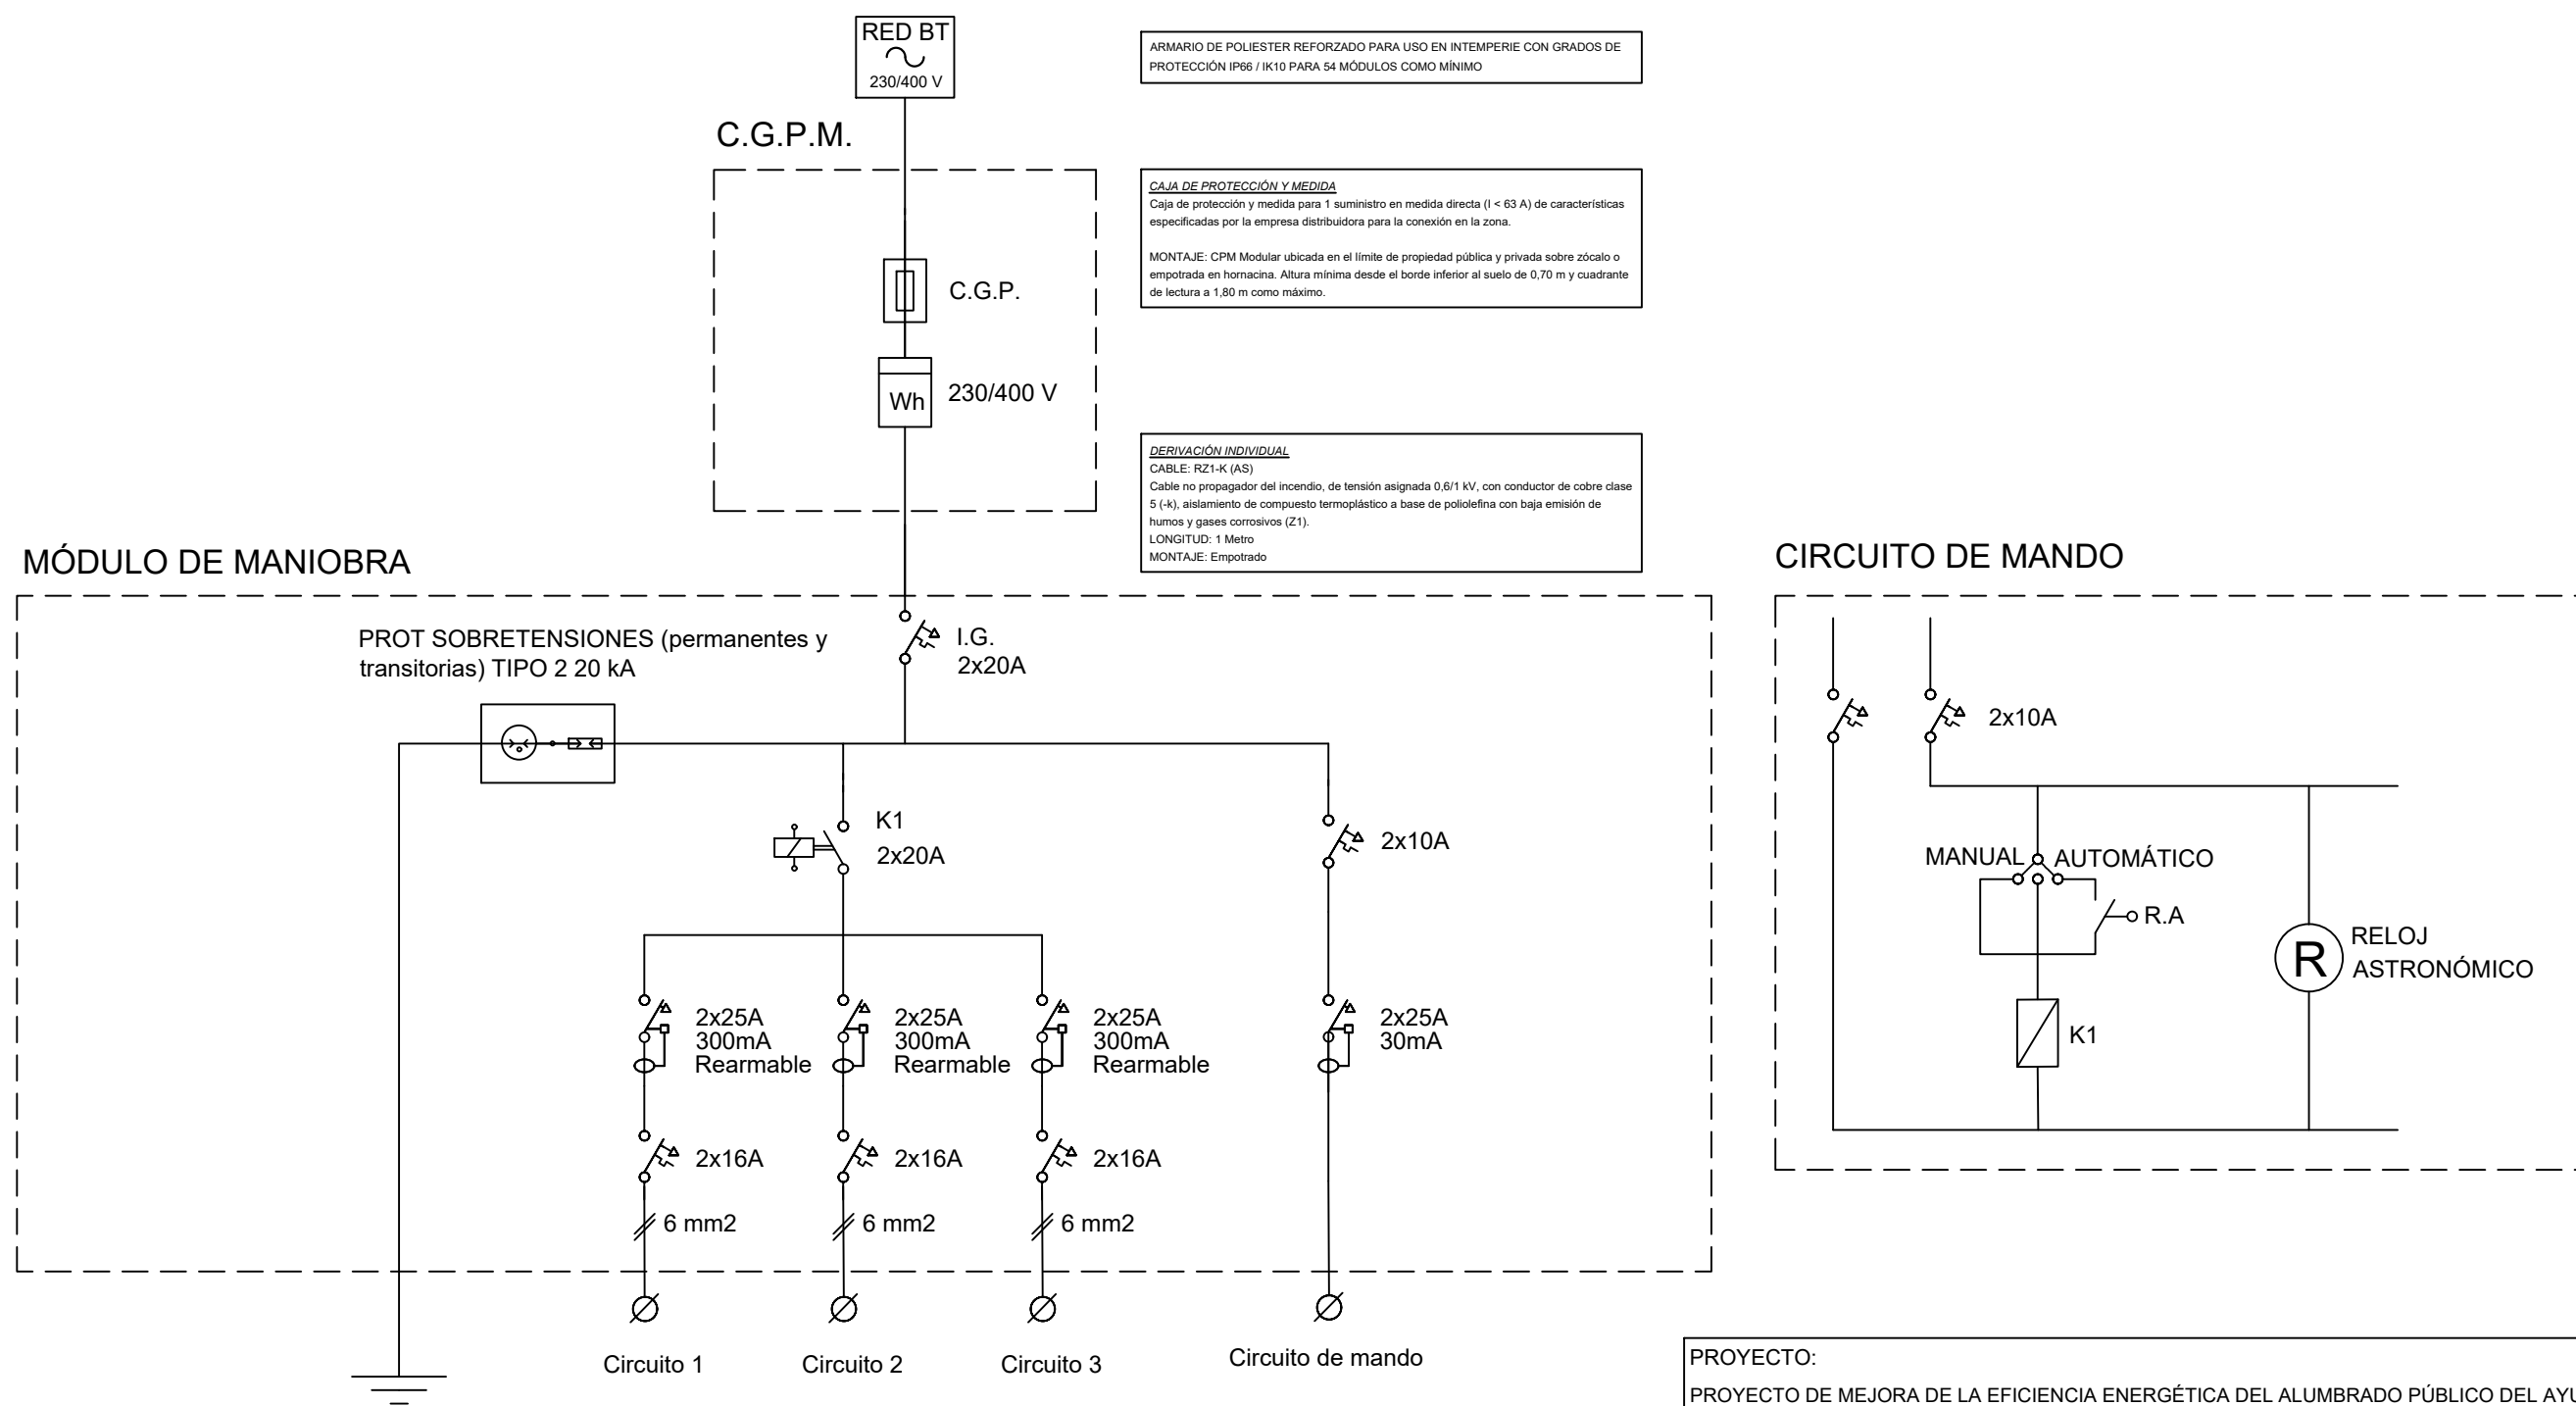 RED BT
230/400 V
ARMARIO DE POLIESTER REFORZADO PARA USO EN INTEMPERIE CON GRADOS DE
PROTECCIÓN IP66 / IK10 PARA 54 MÓDULOS COMO MÍNIMO
C.G.P.M.
CAJA DE PROTECCIÓN Y MEDIDA
Caja de protección y medida para 1 suministro en medida directa (I < 63 A) de características
especificadas por la empresa distribuidora para la conexión en la zona.
MONTAJE: CPM Modular ubicada en el límite de propiedad pública y privada sobre zócalo o
empotrada en hornacina. Altura mínima desde el borde inferior al suelo de 0,70 m y cuadrante
de lectura a 1,80 m como máximo.
C.G.P.
Wh
230/400 V
DERIVACIÓN INDIVIDUAL
CABLE: RZ1-K (AS)
Cable no propagador del incendio, de tensión asignada 0,6/1 kV, con conductor de cobre clase
5 (-k), aislamiento de compuesto termoplástico a base de poliolefina con baja emisión de
humos y gases corrosivos (Z1).
LONGITUD: 1 Metro
MONTAJE: Empotrado
MÓDULO DE MANIOBRA
PROT SOBRETENSIONES (permanentes y
transitorias) TIPO 2 20 kA
I.G.
2x20A
K1
2x20A
2x10A
2x25A
300mA
Rearmable
2x25A
300mA
Rearmable
2x25A
300mA
Rearmable
2x25A
30mA
2x16A
2x16A
2x16A
6 mm2
6 mm2
6 mm2
Circuito 1
Circuito 2
Circuito 3
Circuito de mando
CIRCUITO DE MANDO
2x10A
MANUAL
AUTOMÁTICO
R.A
R
RELOJ
ASTRONÓMICO
K1
PROYECTO:
PROYECTO DE MEJORA DE LA EFICIENCIA ENERGÉTICA DEL ALUMBRADO PÚBLICO DEL